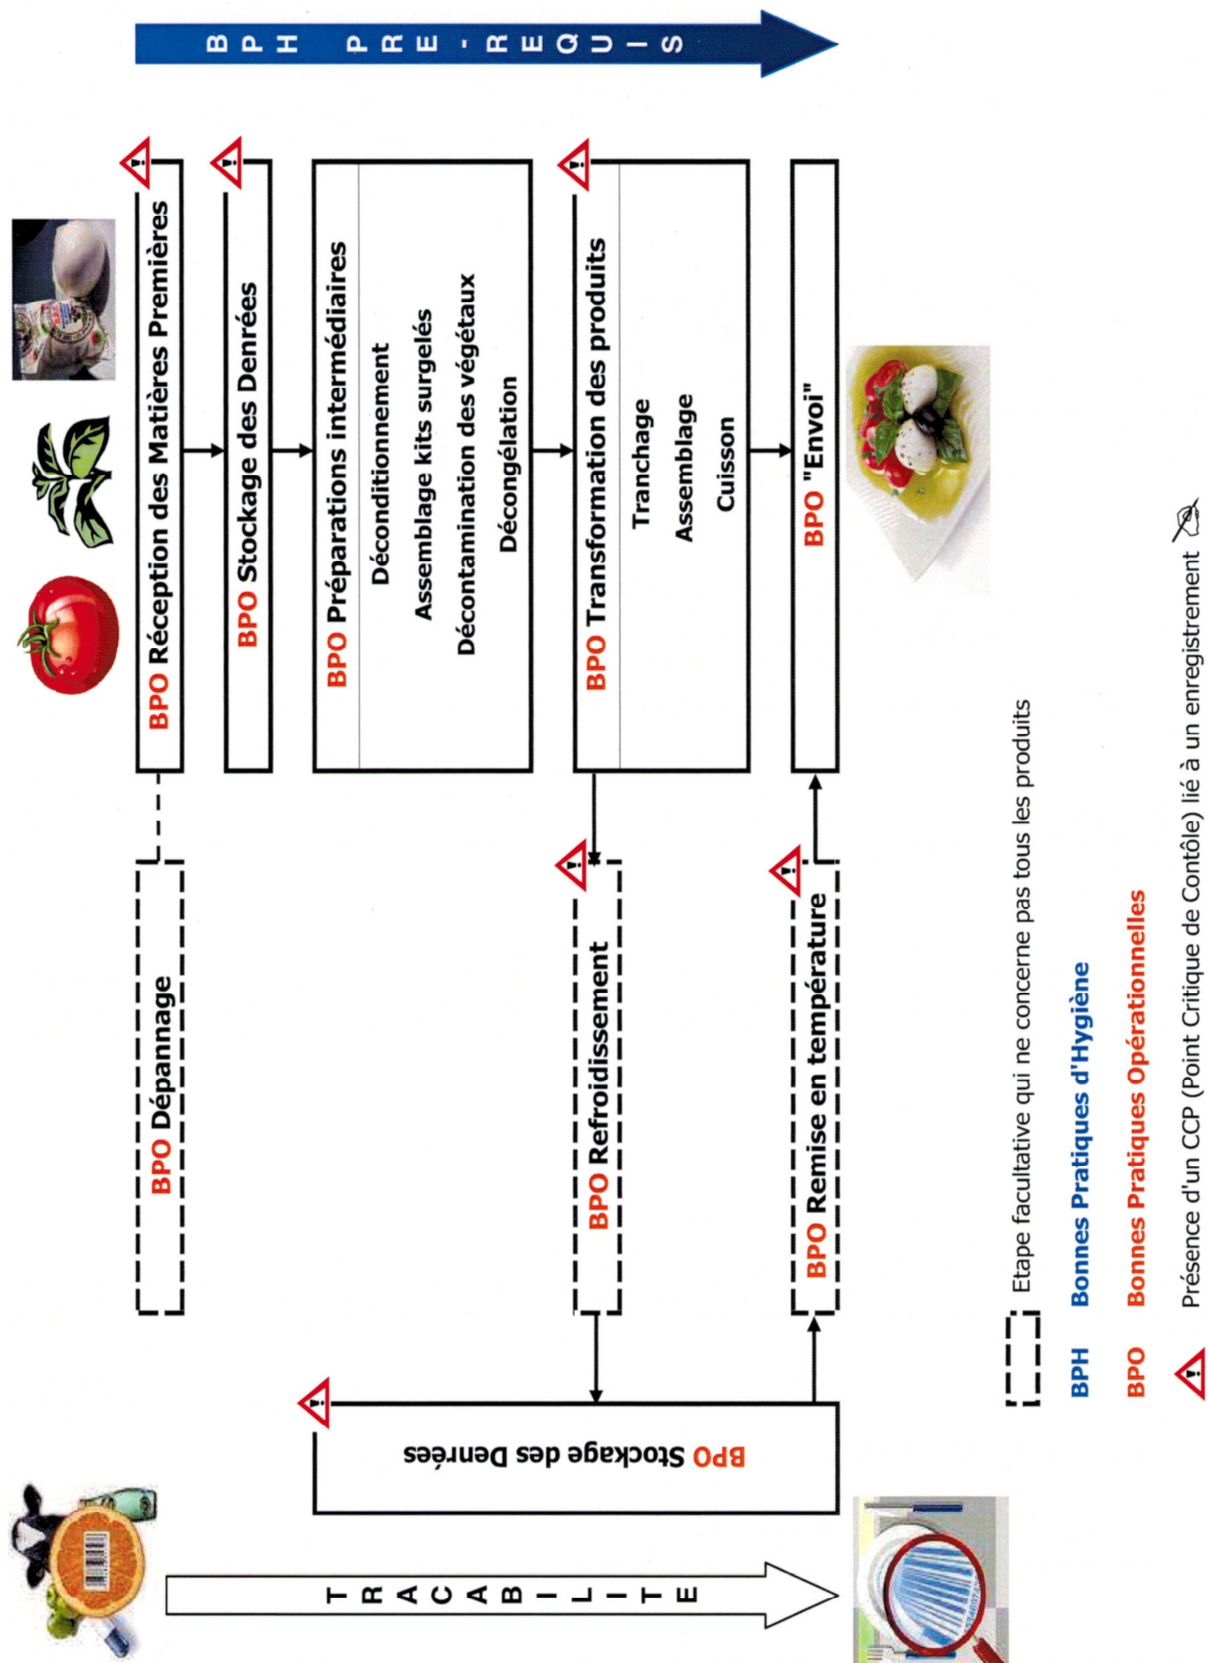 TRACABILITE
BPH PRE-REQUIS
BPO Dépannage
BPO Réception des Matières Premières
BPO Stockage des Denrées
BPO Préparations intermédiaires
Déconditionnement
Assemblage kits surgelés
Décontamination des végétaux
Décongélation
BPO Stockage des Denrées
BPO Refroidissement
BPO Transformation des produits
Tranchage
Assemblage
Cuisson
BPO Remise en température
BPO "Envoi"
Etape facultative qui ne concerne pas tous les produits
BPH Bonnes Pratiques d'Hygiène
BPO Bonnes Pratiques Opérationnelles
Présence d'un CCP (Point Critique de Contôle) lié à un enregistrement